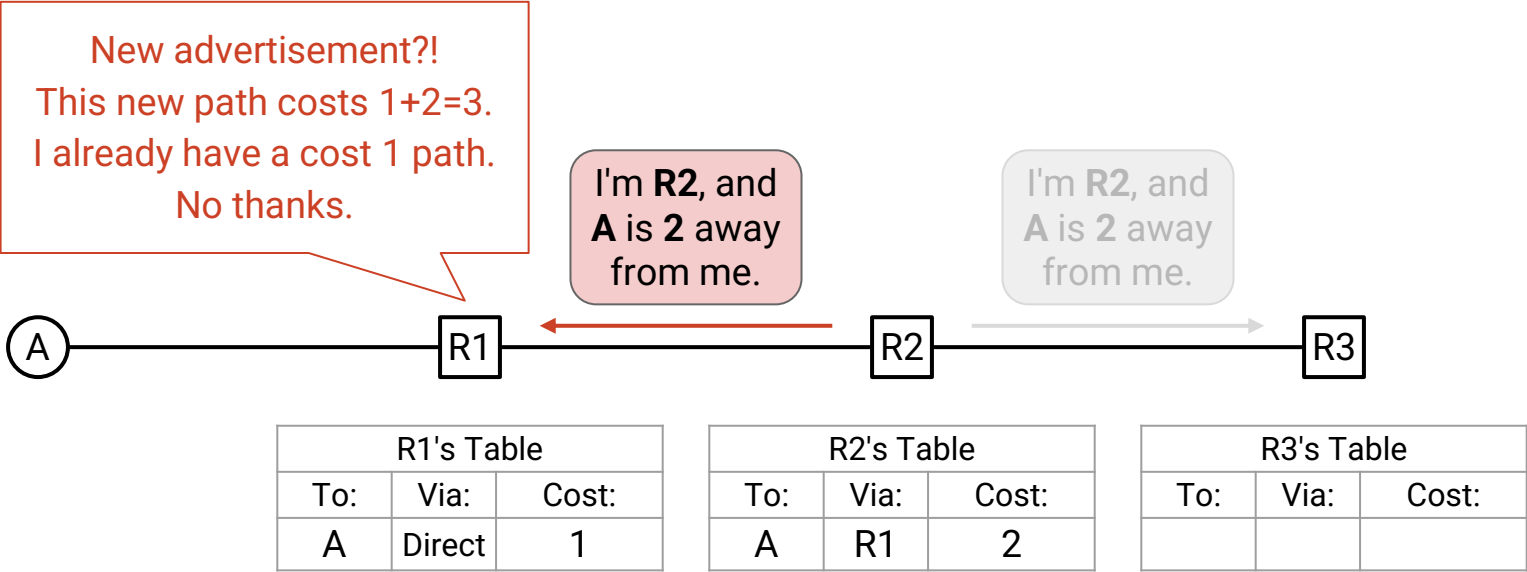 New advertisement?!
This new path costs 1+2=3.
I already have a cost 1 path.
No thanks.
I'm R2, and
A is 2 away
from me.
I'm R2, and
A is 2 away
from me.
A
R1
R2
R3
R1's Table
To: Via: Cost:
A Direct 1
R2's Table
To: Via: Cost:
A R1 2
R3's Table
To: Via: Cost: